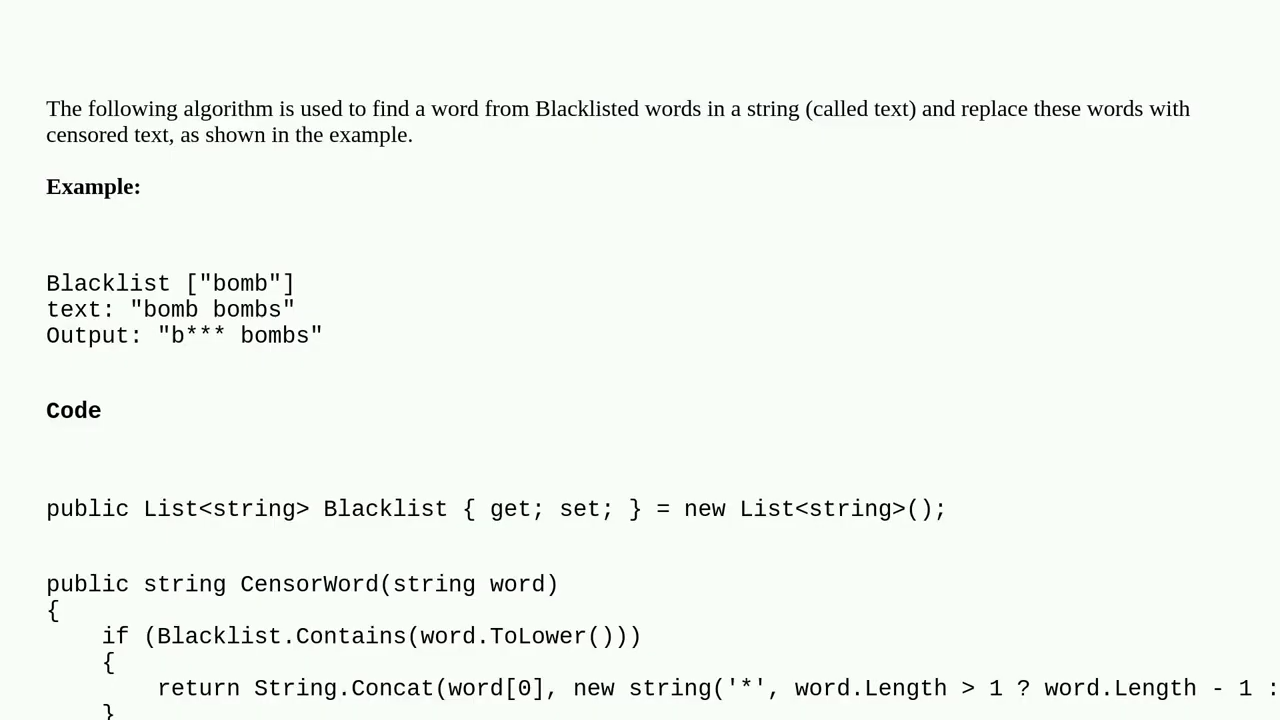 The following algorithm is used to find a word from Blacklisted words in a string (called text) and replace these words with
censored text, as shown in the example.
Example:
Blacklist ["bomb"]
text: "bomb bombs"
Output: "b*** bombs"
Code
public List<string> Blacklist { get; set; } = new List<string>();
public string CensorWord(string word)
{
    if (Blacklist.Contains(word.ToLower()))
    {
        return String.Concat(word[0], new string('*', word.Length > 1 ? word.Length - 1 :
    }